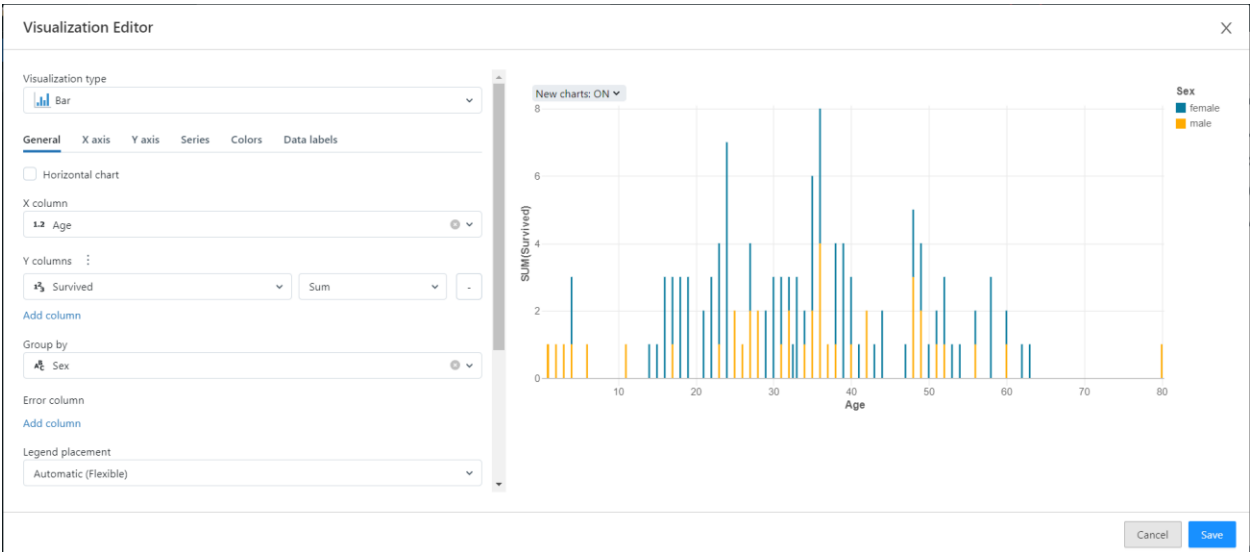 Visualization Editor
Visualization type
Bar
General X axis Y axis Series Colors Data labels
Horizontal chart
X column
1.2 Age
Y columns
1²₃ Survived Sum -
Add column
Group by
ABC Sex
Error column
Add column
Legend placement
Automatic (Flexible)
New charts: ON
Sex
female
male
8
6
4
2
0
SUM(Survived)
10 20 30 40 50 60 70 80
Age
Cancel Save